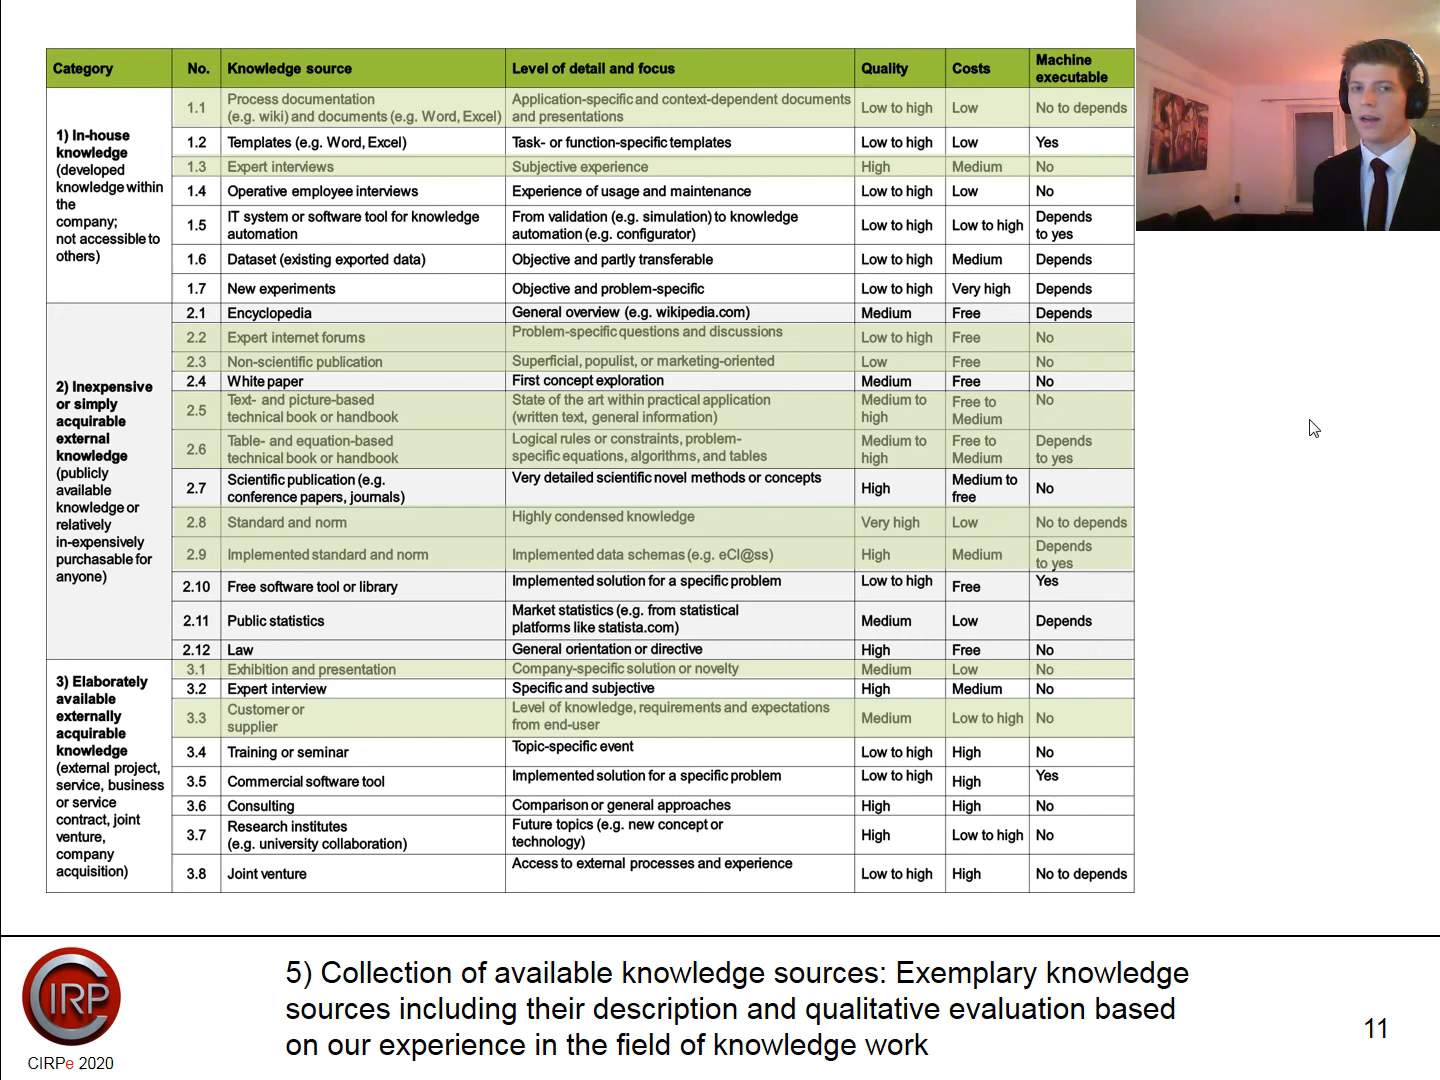 Category No. Knowledge source Level of detail and focus Quality Costs Machine
executable
1) In-house
knowledge
(developed
knowledge within
the
company;
not accessible to
others)
1.1 Process documentation
(e.g. wiki) and documents (e.g. Word, Excel) Application-specific and context-dependent documents
and presentations Low to high Low No to depends
1.2 Templates (e.g. Word, Excel) Task- or function-specific templates Low to high Low Yes
1.3 Expert interviews Subjective experience High Medium No
1.4 Operative employee interviews Experience of usage and maintenance Low to high Low No
1.5 IT system or software tool for knowledge
automation From validation (e.g. simulation) to knowledge
automation (e.g. configurator) Low to high Low to high Depends
to yes
1.6 Dataset (existing exported data) Objective and partly transferable Low to high Medium Depends
1.7 New experiments Objective and problem-specific Low to high Very high Depends
2) Inexpensive
or simply
acquirable
external
knowledge
(publicly
available
knowledge or
relatively
in-expensively
purchasable for
anyone)
2.1 Encyclopedia General overview (e.g. wikipedia.com) Medium Free Depends
2.2 Expert internet forums Problem-specific questions and discussions Low to high Free No
2.3 Non-scientific publication Superficial, populist, or marketing-oriented Low Free No
2.4 White paper First concept exploration Medium Free No
2.5 Text- and picture-based
technical book or handbook State of the art within practical application
(written text, general information) Medium to
high Free to
Medium No
2.6 Table- and equation-based
technical book or handbook Logical rules or constraints, problem-
specific equations, algorithms, and tables Medium to
high Free to
Medium Depends
to yes
2.7 Scientific publication (e.g.
conference papers, journals) Very detailed scientific novel methods or concepts High Medium to
free No
2.8 Standard and norm Highly condensed knowledge Very high Low No to depends
2.9 Implemented standard and norm Implemented data schemas (e.g. eCl@ss) High Medium Depends
to yes
2.10 Free software tool or library Implemented solution for a specific problem Low to high Free Yes
2.11 Public statistics Market statistics (e.g. from statistical
platforms like statista.com) Medium Low Depends
2.12 Law General orientation or directive High Free No
3) Elaborately
available
externally
acquirable
knowledge
(external project,
service, business
or service
contract, joint
venture,
company
acquisition)
3.1 Exhibition and presentation Company-specific solution or novelty Medium Low No
3.2 Expert interview Specific and subjective High Medium No
3.3 Customer or
supplier Level of knowledge, requirements and expectations
from end-user Medium Low to high No
3.4 Training or seminar Topic-specific event Low to high High No
3.5 Commercial software tool Implemented solution for a specific problem Low to high High Yes
3.6 Consulting Comparison or general approaches High High No
3.7 Research institutes
(e.g. university collaboration) Future topics (e.g. new concept or
technology) High Low to high No
3.8 Joint venture Access to external processes and experience Low to high High No to depends
CIRP
CIRPe 2020
5) Collection of available knowledge sources: Exemplary knowledge
sources including their description and qualitative evaluation based
on our experience in the field of knowledge work
11